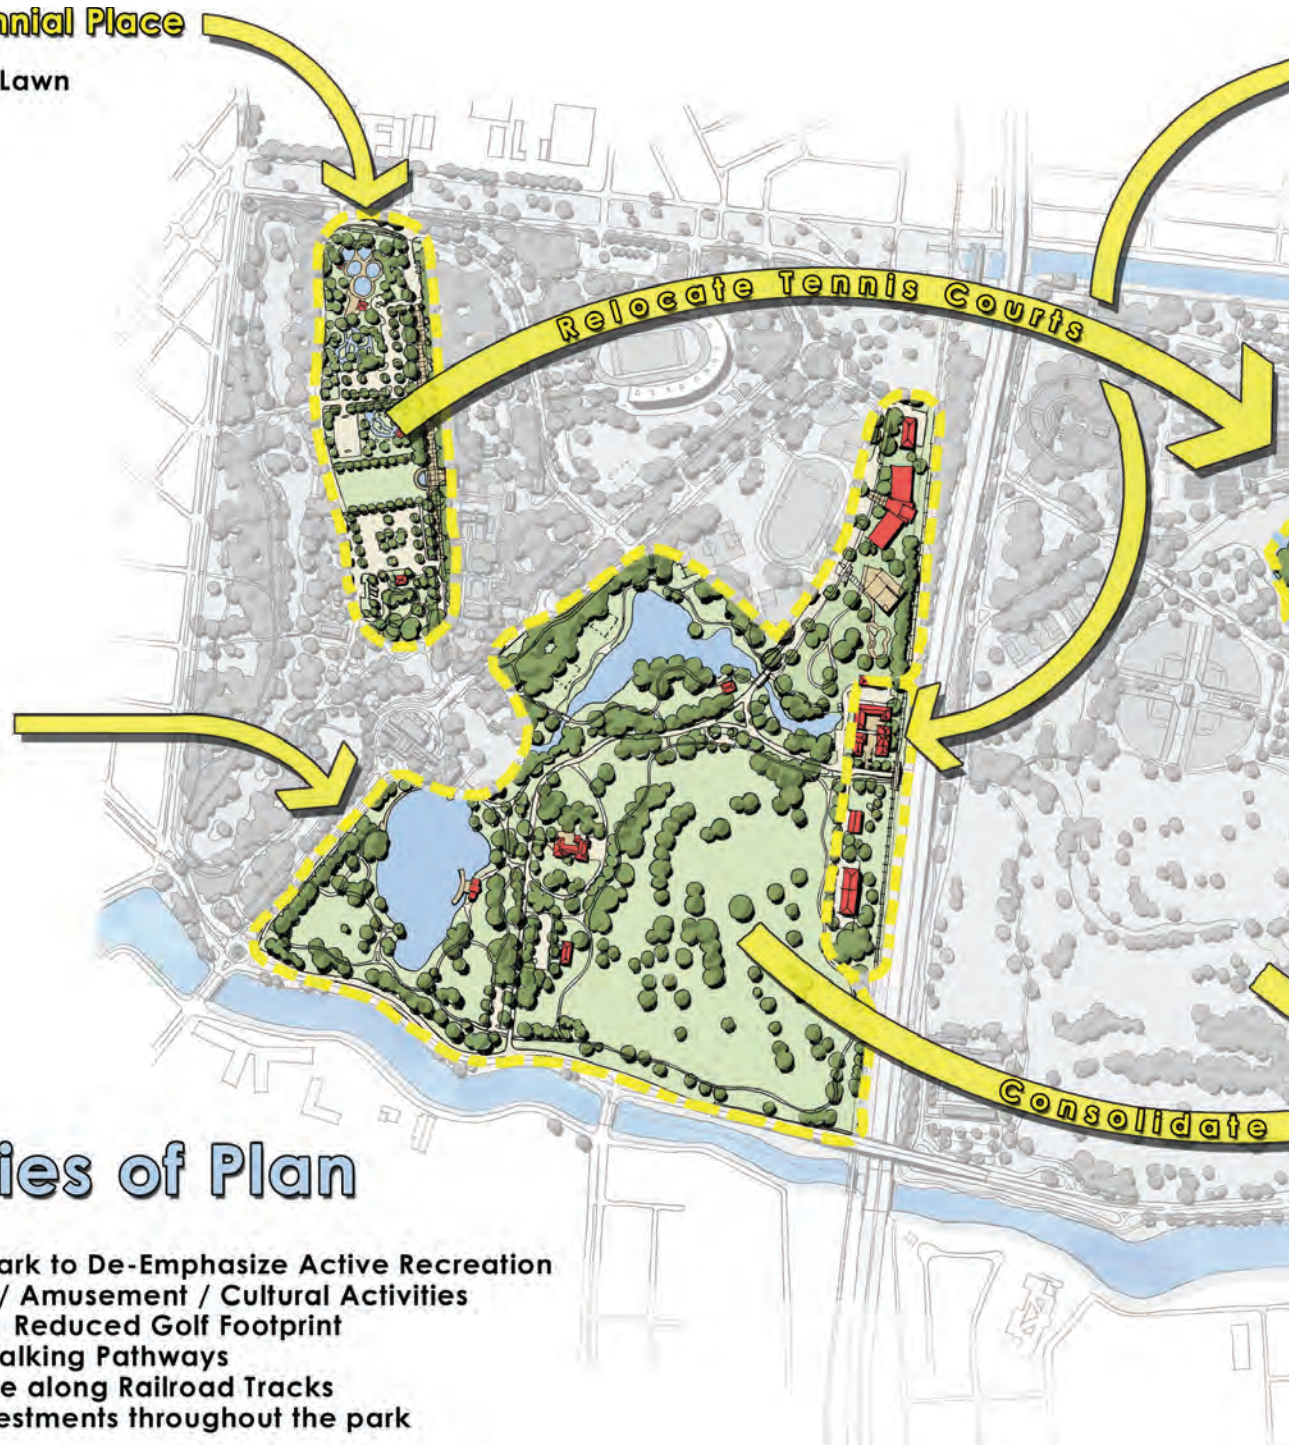 nnial Place
Lawn
Relocate Tennis Courts
Consolidate
ies of Plan
ark to De-Emphasize Active Recreation
/ Amusement / Cultural Activities
Reduced Golf Footprint
alking Pathways
e along Railroad Tracks
estments throughout the park